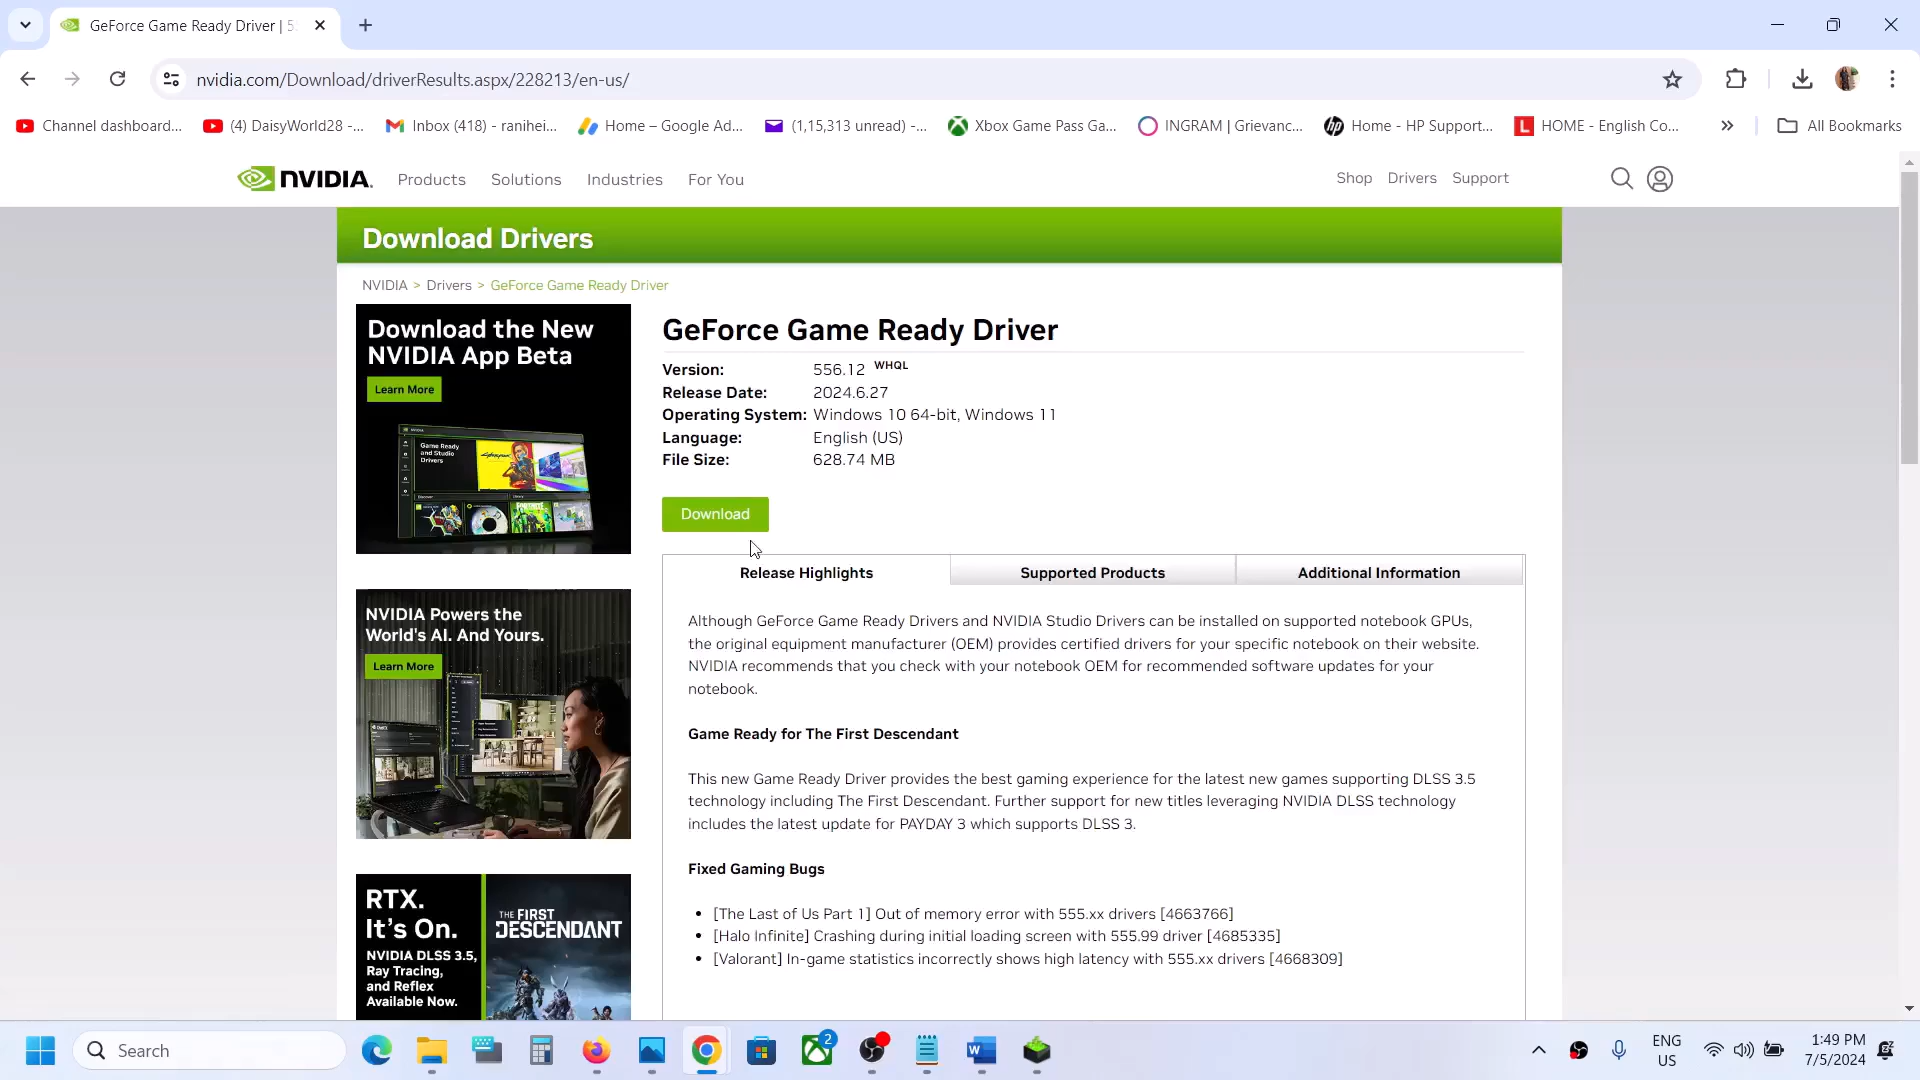 GeForce Game Ready Driver | 5
nvidia.com/Download/driverResults.aspx/228213/en-us/
Channel dashboard...
(4) DaisyWorld28 -...
Inbox (418) - ranihei...
Home – Google Ad...
(1,15,313 unread) -...
Xbox Game Pass Ga...
INGRAM | Grievanc...
Home - HP Support...
HOME - English Co...
All Bookmarks
NVIDIA.
Products
Solutions
Industries
For You
Shop
Drivers
Support
Download Drivers
NVIDIA > Drivers > GeForce Game Ready Driver
Download the New
NVIDIA App Beta
Learn More
Game Ready
and Studio
Drivers
NVIDIA Powers the
World's AI. And Yours.
Learn More
RTX.
It's On.
NVIDIA DLSS 3.5,
Ray Tracing,
and Reflex
Available Now.
THE FIRST
DESCENDANT
GeForce Game Ready Driver
Version: 556.12 WHQL
Release Date: 2024.6.27
Operating System: Windows 10 64-bit, Windows 11
Language: English (US)
File Size: 628.74 MB
Download
Release Highlights
Supported Products
Additional Information
Although GeForce Game Ready Drivers and NVIDIA Studio Drivers can be installed on supported notebook GPUs,
the original equipment manufacturer (OEM) provides certified drivers for your specific notebook on their website.
NVIDIA recommends that you check with your notebook OEM for recommended software updates for your
notebook.
Game Ready for The First Descendant
This new Game Ready Driver provides the best gaming experience for the latest new games supporting DLSS 3.5
technology including The First Descendant. Further support for new titles leveraging NVIDIA DLSS technology
includes the latest update for PAYDAY 3 which supports DLSS 3.
Fixed Gaming Bugs
• [The Last of Us Part 1] Out of memory error with 555.xx drivers [4663766]
• [Halo Infinite] Crashing during initial loading screen with 555.99 driver [4685335]
• [Valorant] In-game statistics incorrectly shows high latency with 555.xx drivers [4668309]
Search
2
ENG
US
1:49 PM
7/5/2024